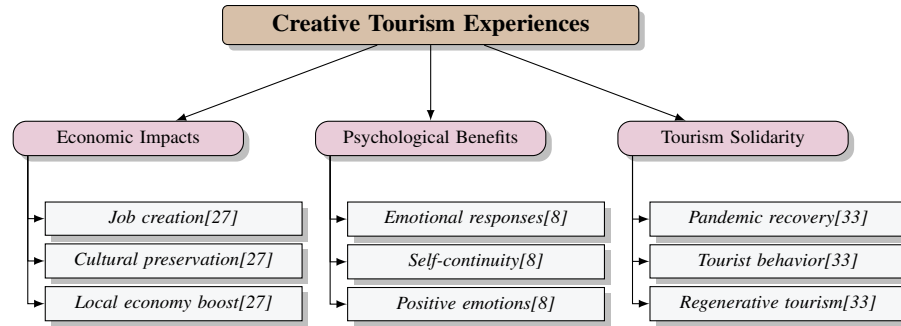 Creative Tourism Experiences
Economic Impacts
Job creation[27]
Cultural preservation[27]
Local economy boost[27]
Psychological Benefits
Emotional responses[8]
Self-continuity[8]
Positive emotions[8]
Tourism Solidarity
Pandemic recovery[33]
Tourist behavior[33]
Regenerative tourism[33]